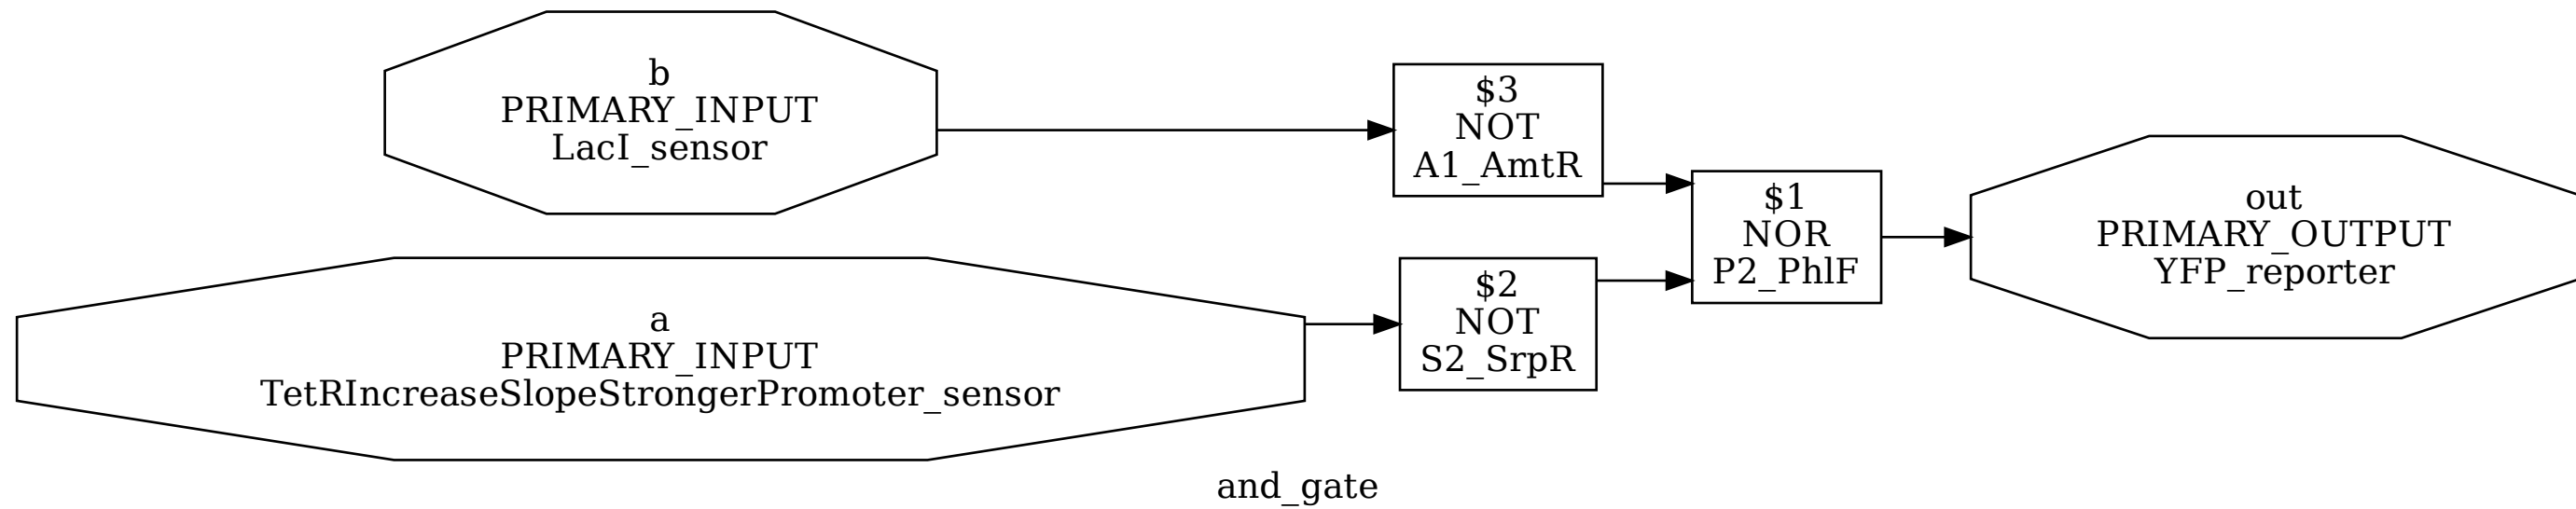 b
PRIMARY_INPUT
LacI_sensor
a
PRIMARY_INPUT
TetRIncreaseSlopeStrongerPromoter_sensor
$3
NOT
A1_AmtR
$2
NOT
S2_SrpR
$1
NOR
P2_PhlF
out
PRIMARY_OUTPUT
YFP_reporter
and_gate